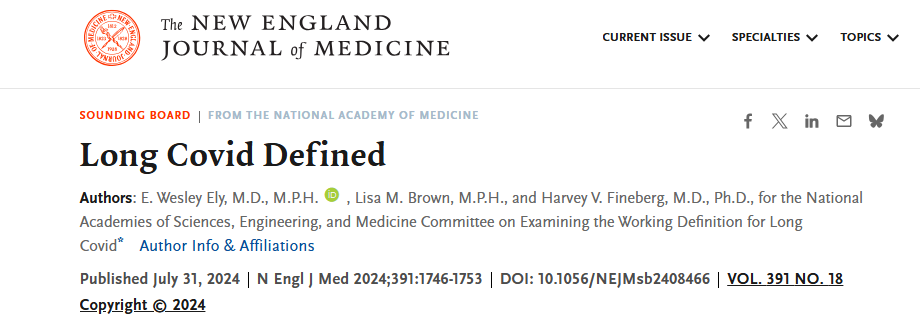 The NEW ENGLAND
JOURNAL of MEDICINE
CURRENT ISSUE
SPECIALTIES
TOPICS
SOUNDING BOARD | FROM THE NATIONAL ACADEMY OF MEDICINE
Long Covid Defined
Authors: E. Wesley Ely, M.D., M.P.H. iD , Lisa M. Brown, M.P.H., and Harvey V. Fineberg, M.D., Ph.D., for the National
Academies of Sciences, Engineering, and Medicine Committee on Examining the Working Definition for Long
Covid* Author Info & Affiliations
Published July 31, 2024 | N Engl J Med 2024;391:1746-1753 | DOI: 10.1056/NEJMsb2408466 | VOL. 391 NO. 18
Copyright © 2024